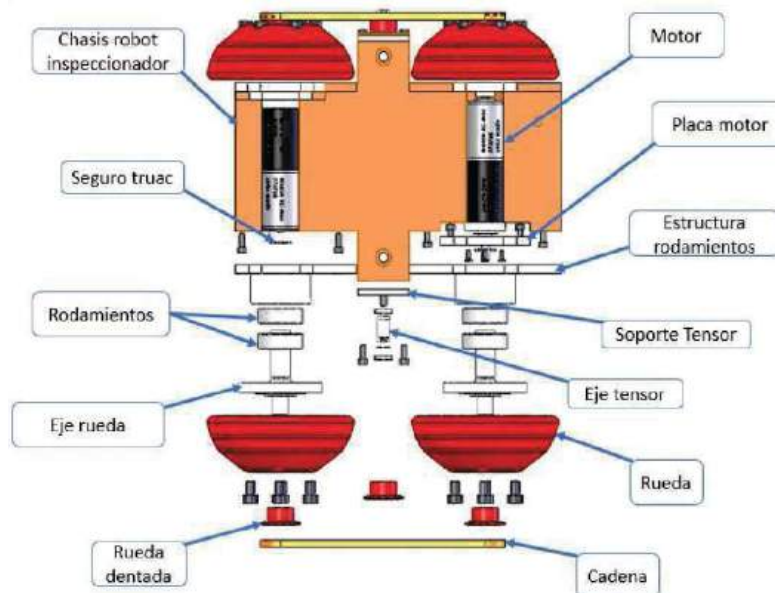 Chasis robot
inspeccionador
Motor
Placa motor
Seguro truac
Estructura
rodamientos
Rodamientos
Soporte Tensor
Eje tensor
Eje rueda
Rueda
Rueda
dentada
Cadena